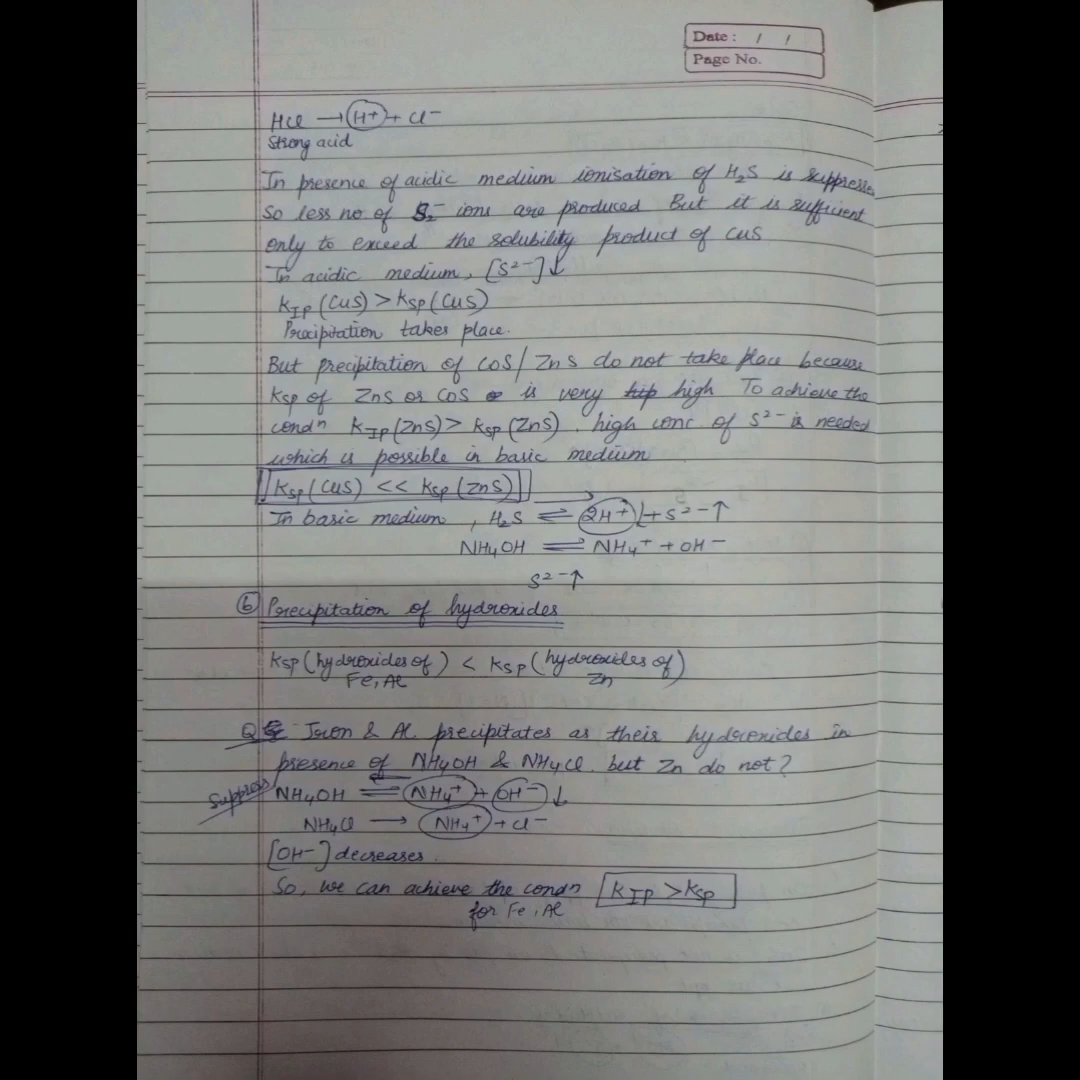 Date : / /
Page No.
HCl → H+ + Cl-
Strong acid
In presence of acidic medium ionisation of H₂S is suppresse
So less no of S²- ions are produced But it is sufficient
only to exceed the solubility product of CuS
In acidic medium, [S²-]↓
KIp (CuS) > Ksp (CuS)
Precipitation takes place.
But precipitation of COS/ZnS do not take place because
Ksp of ZnS or COS is very high To achieve the
condn KIp (ZnS) > Ksp (ZnS), high conc. of S²- is needed
which is possible in basic medium
Ksp (CuS) << Ksp (ZnS)
In basic medium, H₂S ⇌ 2H+ + S²-↑
NH4OH ⇌ NH4+ + OH-
S²-↑
⑥ Precipitation of hydroxides
Ksp (hydroxides of Fe, Al) < Ksp (hydroxides of Zn)
Q Iron & Al precipitates as their hydroxides in
presence of NH4OH & NH4Cl but Zn do not?
Suppress NH4OH ⇌ NH4+ + OH- ↓
NH4Cl → NH4+ + Cl-
[OH-] decreases.
So, we can achieve the condn KIp > Ksp
for Fe, Al